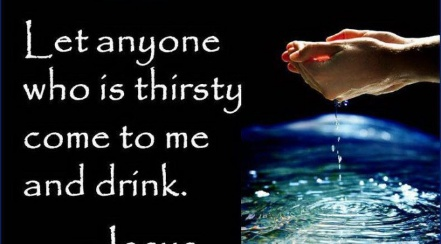 Let anyone
who is thirsty
come to me
and drink.